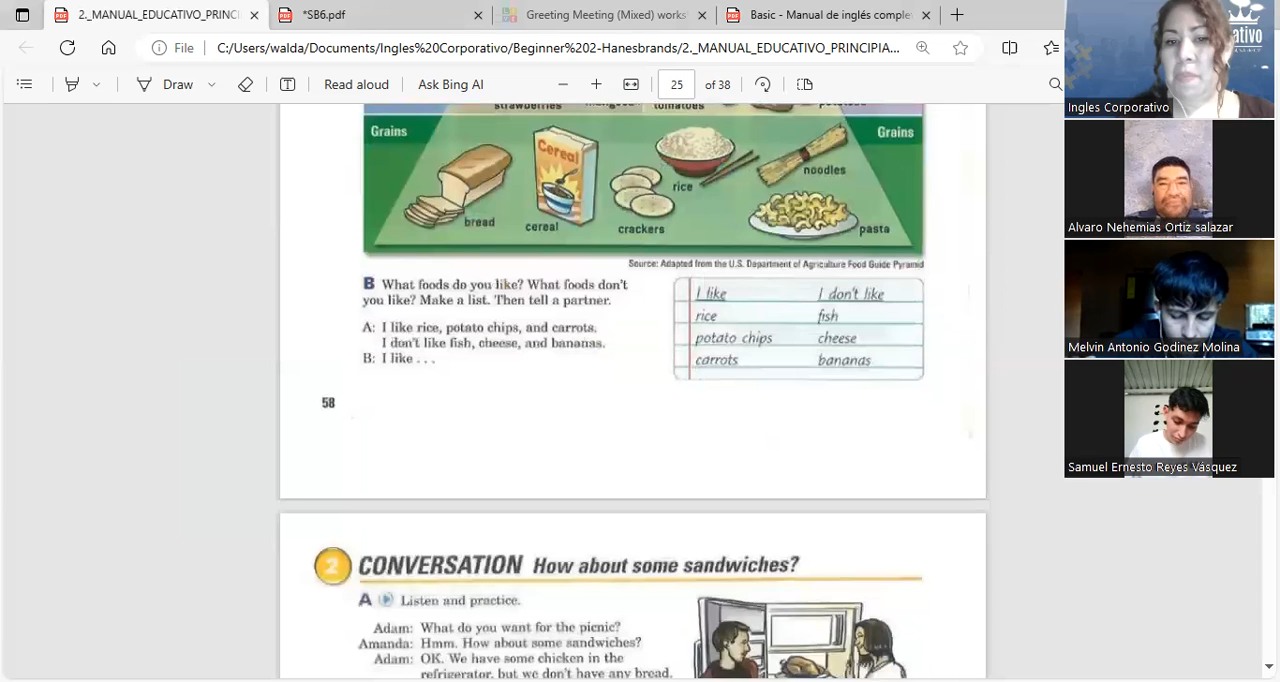 2._MANUAL_EDUCATIVO_PRINCI
*SB6.pdf
Greeting Meeting (Mixed) works
Basic - Manual de inglés comple
File
C:/Users/walda/Documents/Ingles%20Corporativo/Beginner%202-Hanesbrands/2._MANUAL_EDUCATIVO_PRINCIPIA...
Draw
Read aloud
Ask Bing AI
25
of 38
strawberries
tomatoes
Grains
Grains
Cereal
rice
noodles
bread
cereal
crackers
pasta
Source: Adapted from the U.S. Department of Agriculture Food Guide Pyramid
B What foods do you like? What foods don't
you like? Make a list. Then tell a partner.
A: I like rice, potato chips, and carrots.
I don't like fish, cheese, and bananas.
B: I like . . .
I like
I don't like
rice
fish
potato chips
cheese
carrots
bananas
58
2 CONVERSATION How about some sandwiches?
A Listen and practice.
Adam: What do you want for the picnic?
Amanda: Hmm. How about some sandwiches?
Adam: OK. We have some chicken in the
refrigerator, but we don't have any bread.
Ingles Corporativo
Alvaro Nehemias Ortiz salazar
Melvin Antonio Godinez Molina
Samuel Ernesto Reyes Vásquez